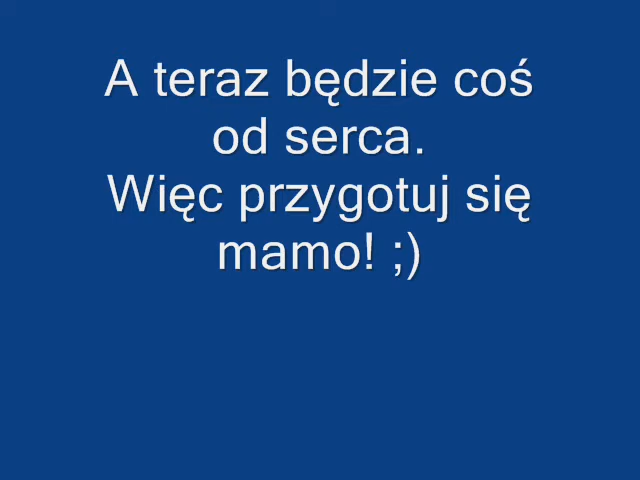 A teraz będzie coś
od serca.
Więc przygotuj się
mamo! ;)